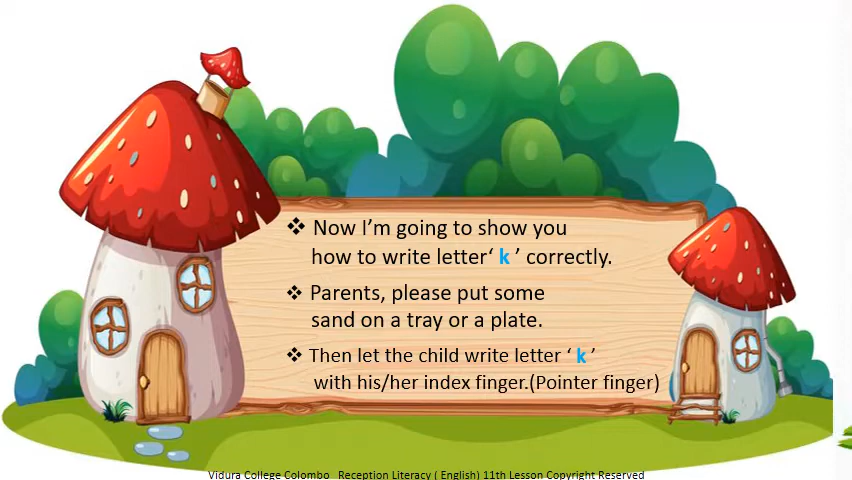 ❖ Now I'm going to show you
how to write letter‘ k ’ correctly.
❖ Parents, please put some
sand on a tray or a plate.
❖ Then let the child write letter ‘ k ’
with his/her index finger.(Pointer finger)
Vidura College Colombo Reception Literacy ( English) 11th Lesson Copyright Reserved